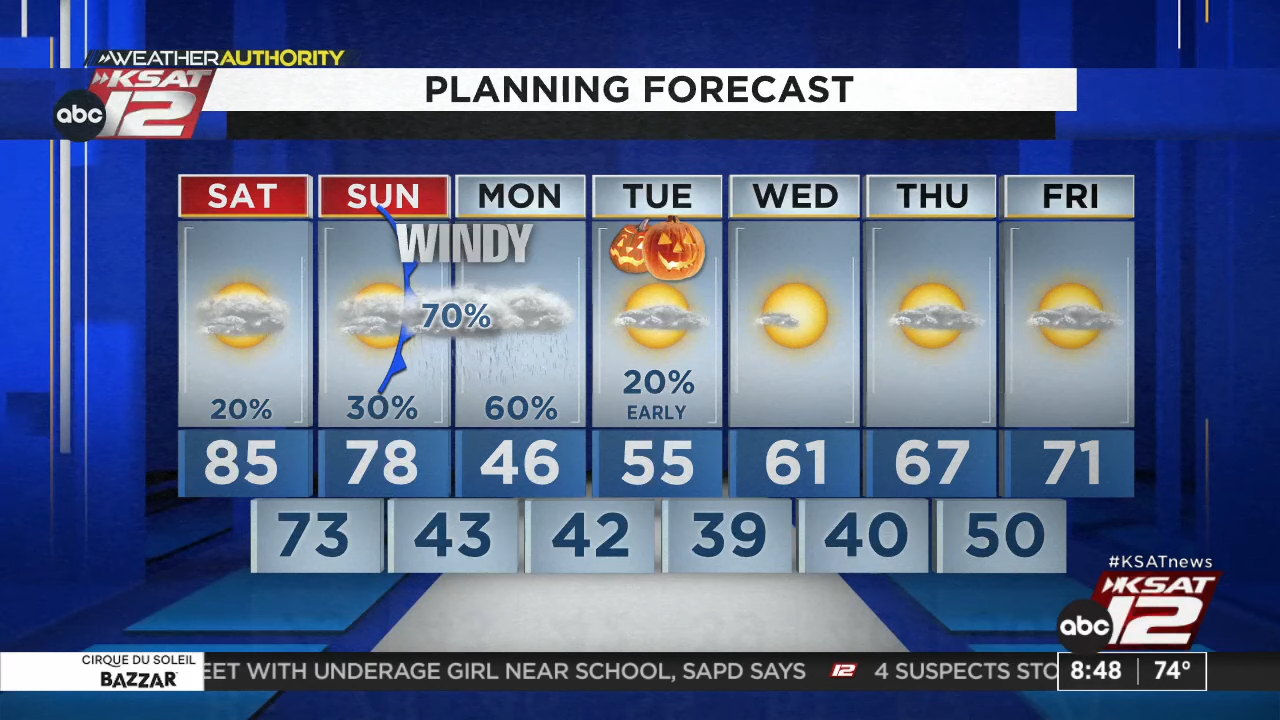 WEATHERAUTHORITY
KSAT
abc 12
PLANNING FORECAST
SAT SUN MON TUE WED THU FRI
WINDY
70%
20% 30% 60% 20%
EARLY
85 78 46 55 61 67 71
73 43 42 39 40 50
#KSATnews
KSAT
abc 12
CIRQUE DU SOLEIL
BAZZAR
EET WITH UNDERAGE GIRL NEAR SCHOOL, SAPD SAYS 12 4 SUSPECTS STO
8:48 74°